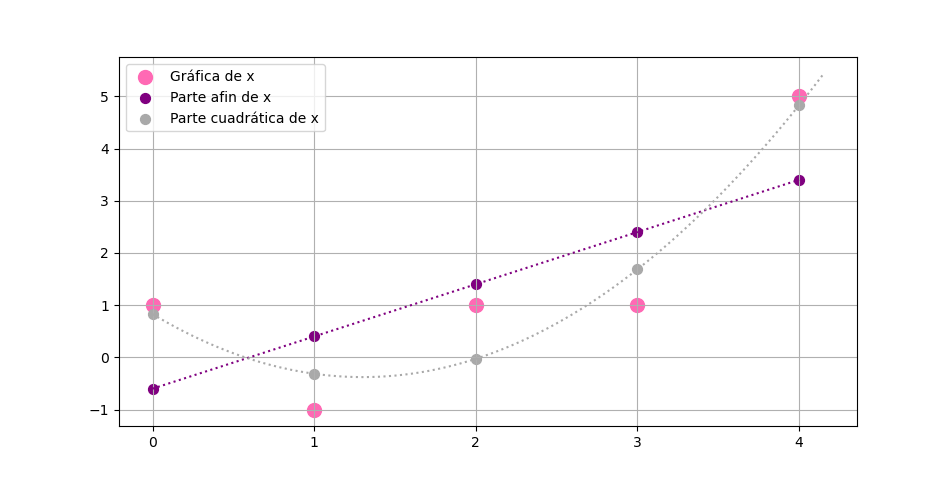 Gráfica de x
Parte afin de x
Parte cuadrática de x
5
4
3
2
1
0
−1
0 1 2 3 4